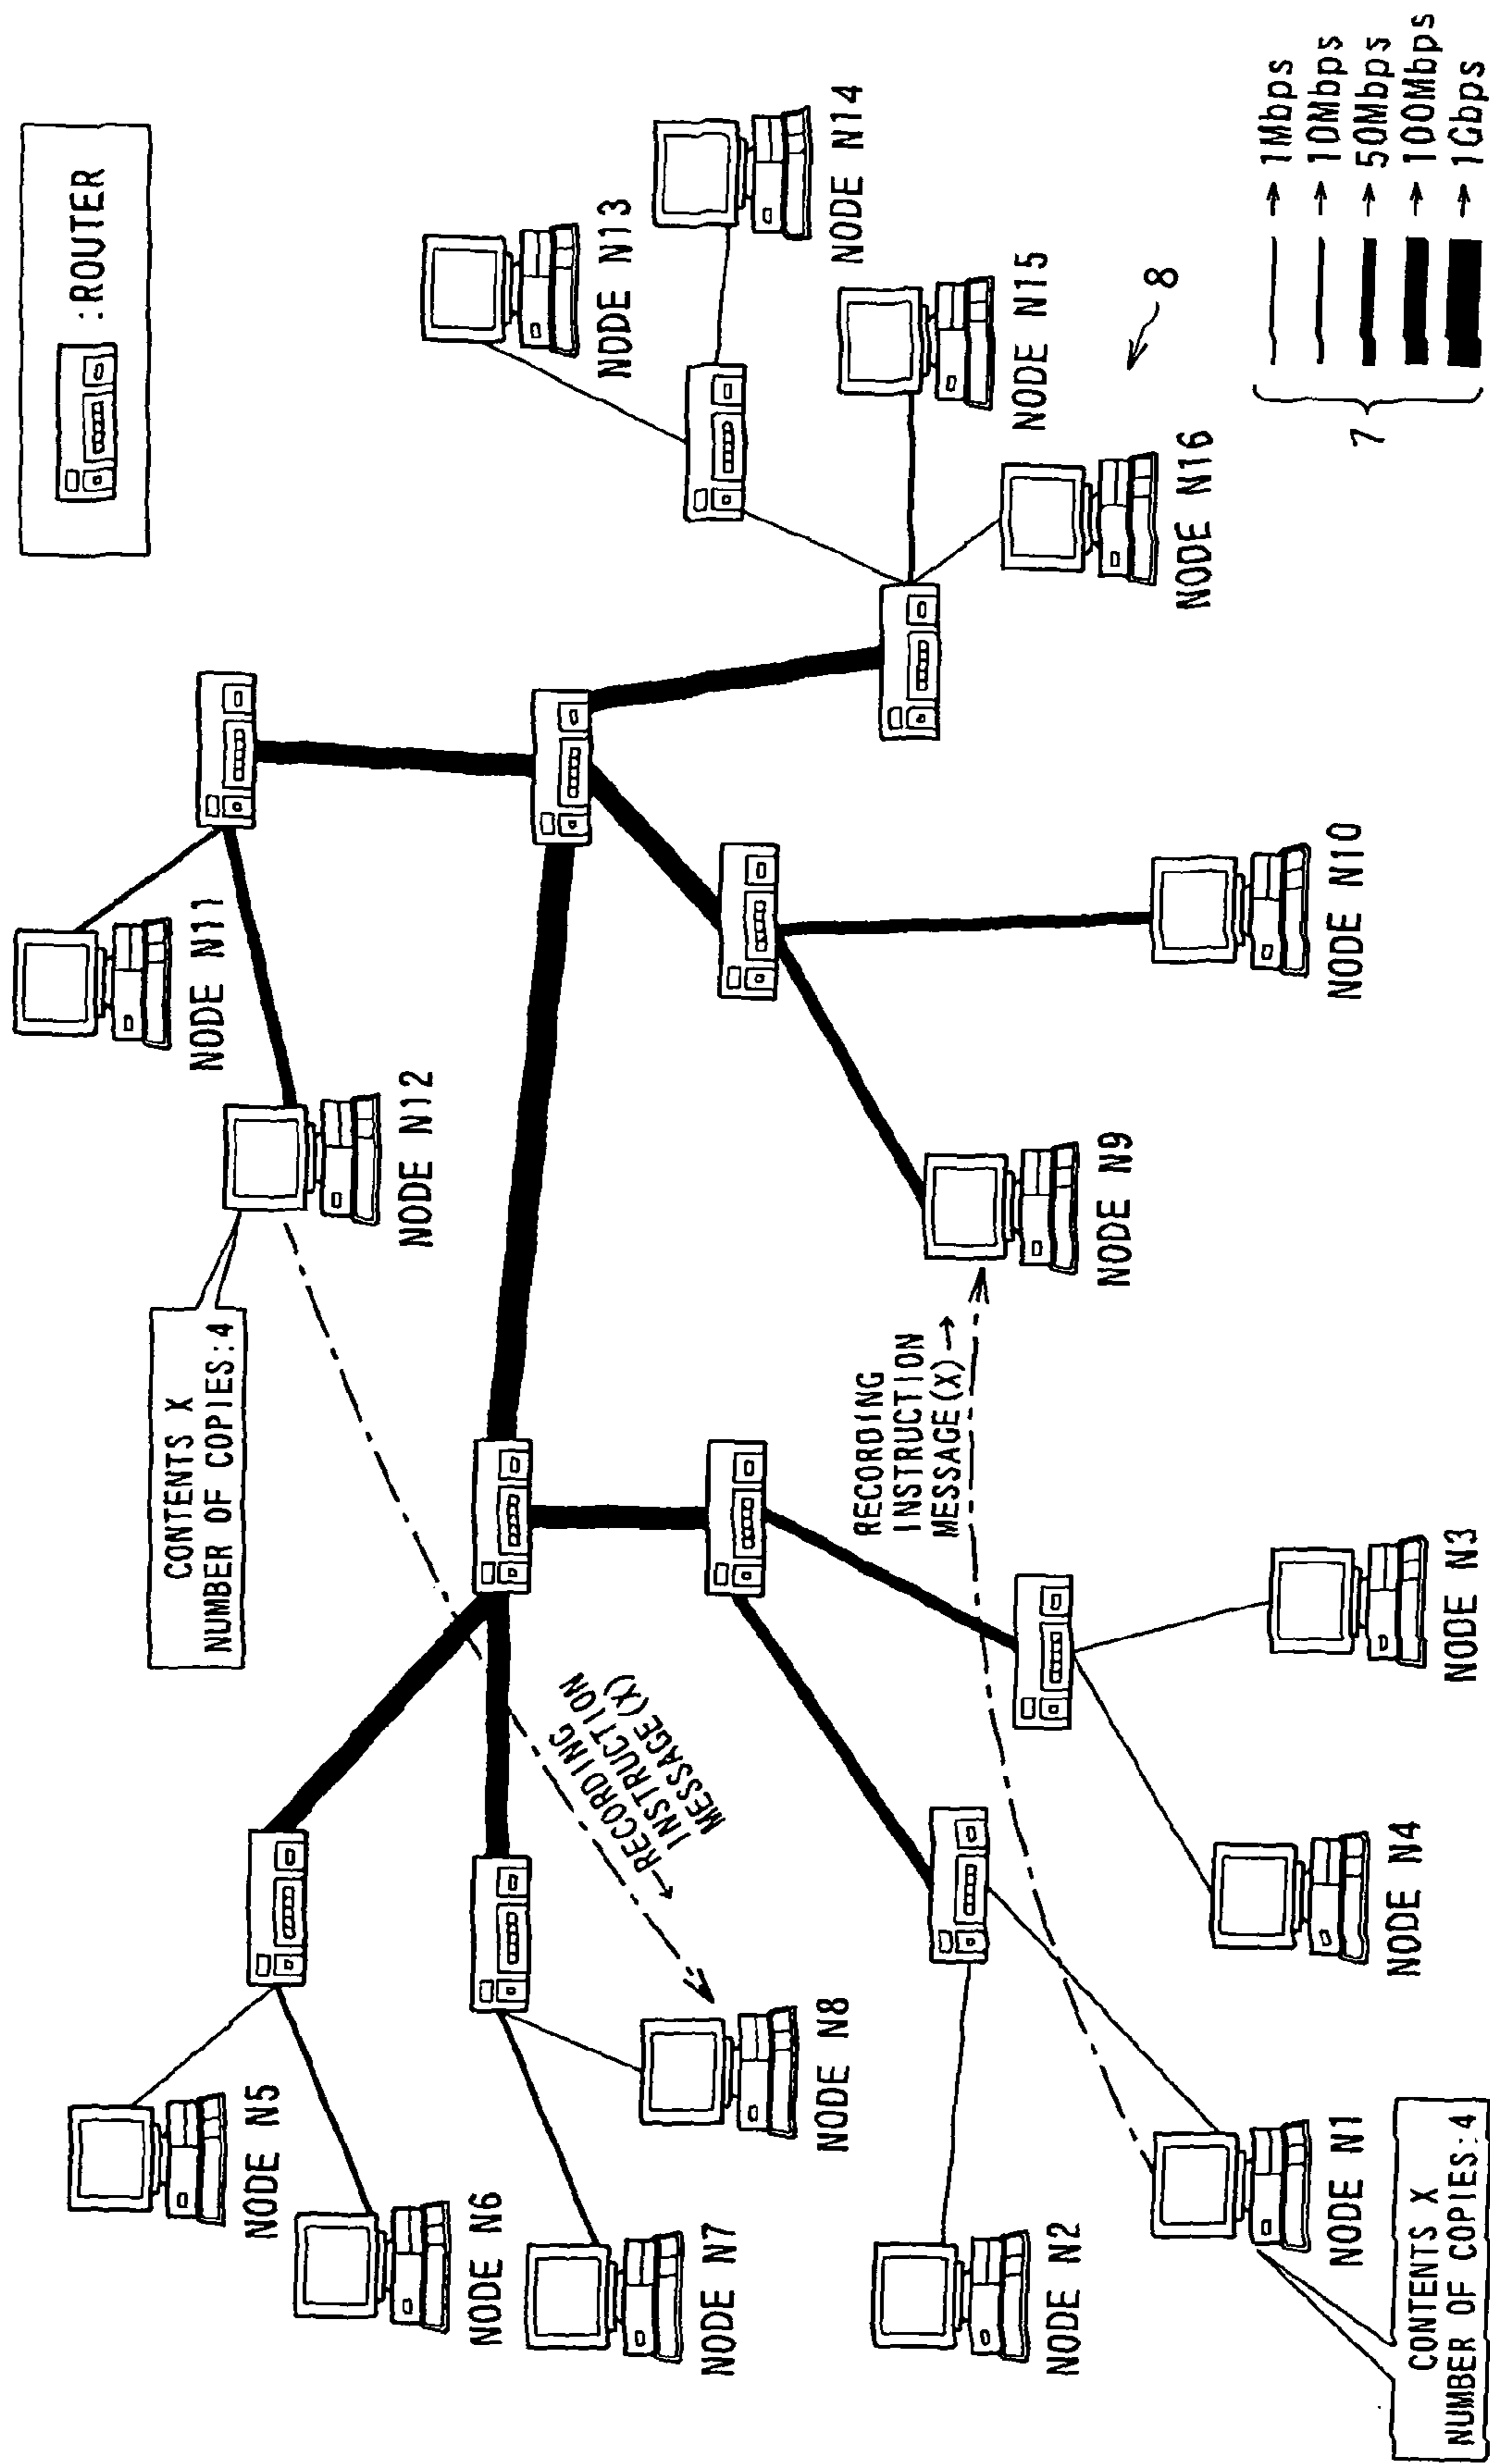 :ROUTER
NODE N5
NODE N6
NODE N7
NODE N8
←RECORDING
INSTRUCTION
MESSAGE(X)
CONTENTS X
NUMBER OF COPIES:4
NODE N12
NODE N11
NODE N13
NODE N14
NODE N15
NODE N16
8
NODE N2
NODE N1
CONTENTS X
NUMBER OF COPIES:4
NODE N4
NODE N3
RECORDING
INSTRUCTION
MESSAGE(X)→
NODE N9
NODE N10
7
→1Mbps
→10Mbps
→50Mbps
→100Mbps
→1Gbps